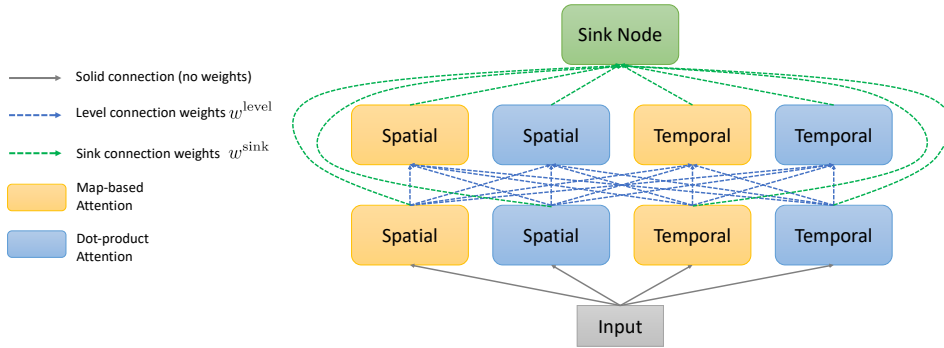 Sink Node
Solid connection (no weights)
Level connection weights w^level
Sink connection weights w^sink
Map-based
Attention
Dot-product
Attention
Spatial Spatial Temporal Temporal
Spatial Spatial Temporal Temporal
Input